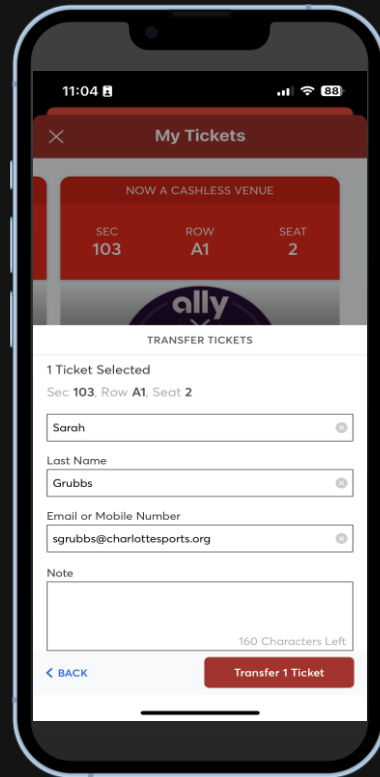 11:04 88
My Tickets
NOW A CASHLESS VENUE
SEC ROW SEAT
103 A1 2
ally
TRANSFER TICKETS
1 Ticket Selected
Sec 103, Row A1, Seat 2
Sarah
Last Name
Grubbs
Email or Mobile Number
sgrubbs@charlottesports.org
Note
160 Characters Left
BACK Transfer 1 Ticket